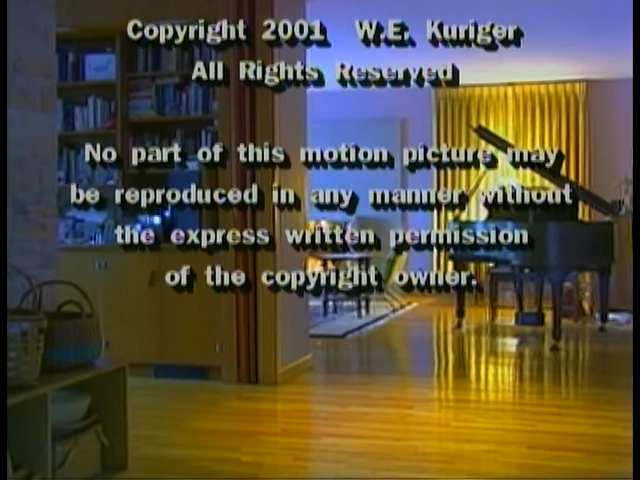 Copyright 2001 W.E. Kuriger
All Rights Reserved
No part of this motion picture may
be reproduced in any manner without
the express written permission
of the copyright owner.